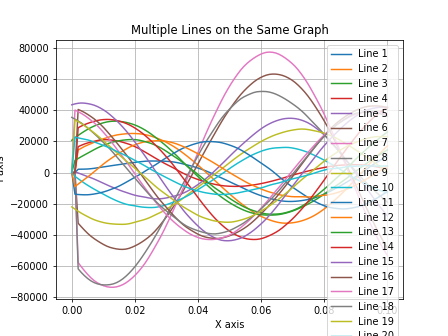 Multiple Lines on the Same Graph
80000
60000
40000
20000
0
−20000
−40000
−60000
−80000
0.00 0.02 0.04 0.06
X axis
Line 1
Line 2
Line 3
Line 4
Line 5
Line 6
Line 7
Line 8
Line 9
Line 10
Line 11
Line 12
Line 13
Line 14
Line 15
Line 16
Line 17
Line 18
Line 19
Line 20